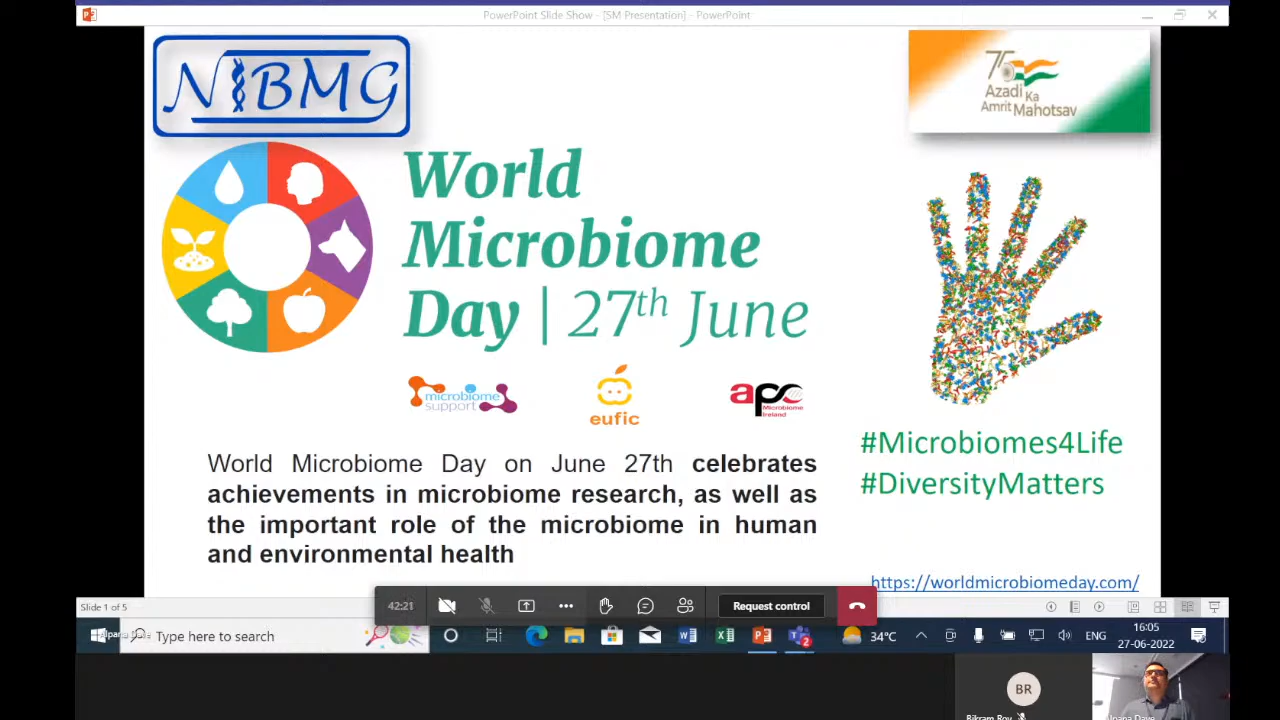 PowerPoint Slide Show - [SM Presentation] - PowerPoint
NIBMG
75
Azadi Ka
Amrit Mahotsav
World
Microbiome
Day | 27th June
microbiome
support
eufic
apc
Microbiome
Ireland
World Microbiome Day on June 27th celebrates
achievements in microbiome research, as well as
the important role of the microbiome in human
and environmental health
#Microbiomes4Life
#DiversityMatters
https://worldmicrobiomeday.com/
42:21
Request control
Slide 1 of 5
Type here to search
2
34°C
ENG
16:05
27-06-2022
BR
Bikram Roy